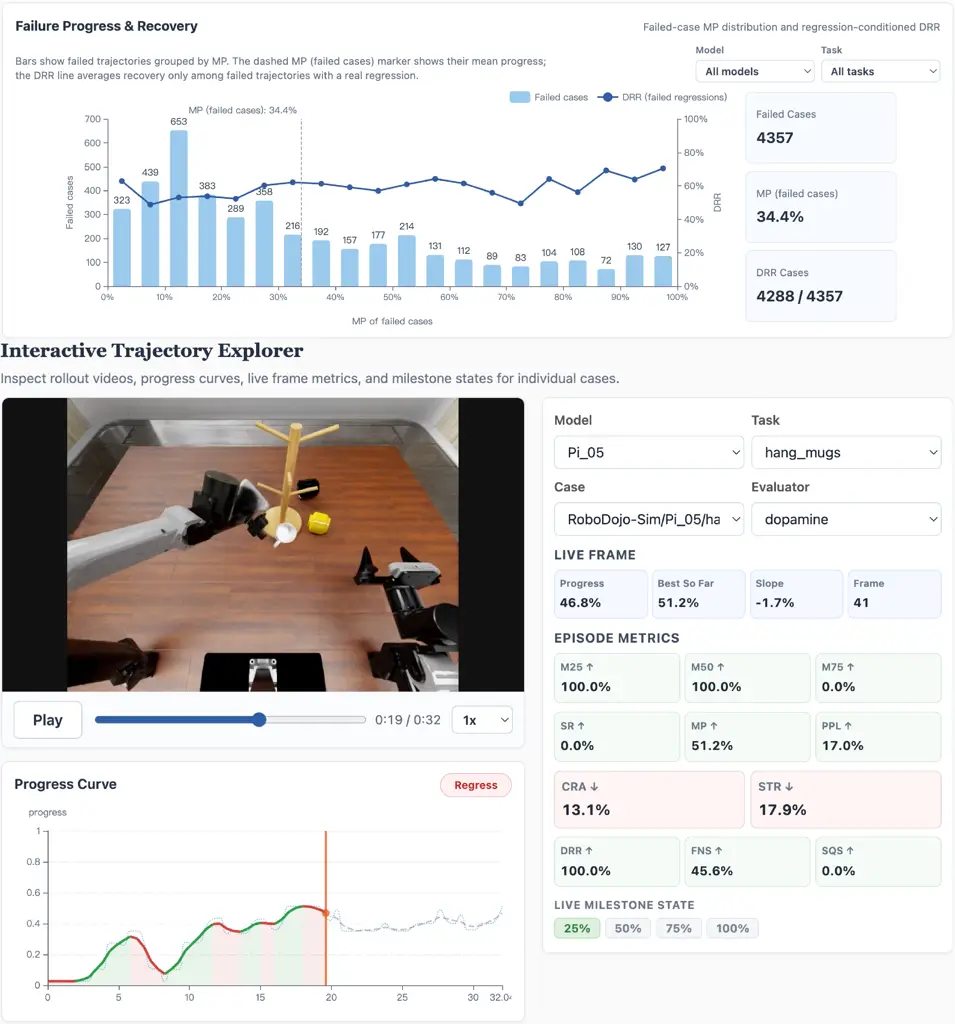 Failure Progress & Recovery
Failed-case MP distribution and regression-conditioned DRR
Bars show failed trajectories grouped by MP. The dashed MP (failed cases) marker shows their mean progress;
the DRR line averages recovery only among failed trajectories with a real regression.
Model
Task
All models
All tasks
Failed cases
DRR (failed regressions)
MP (failed cases): 34.4%
700
600
500
400
300
200
100
0
Failed cases
323
439
653
383
289
358
216
192
157
177
214
131
112
89
83
104
108
72
130
127
100%
80%
60%
40%
20%
0%
DRR
0%
10%
20%
30%
40%
50%
60%
70%
80%
90%
100%
MP of failed cases
Failed Cases
4357
MP (failed cases)
34.4%
DRR Cases
4288 / 4357
Interactive Trajectory Explorer
Inspect rollout videos, progress curves, live frame metrics, and milestone states for individual cases.
Play
0:19 / 0:32
1x
Progress Curve
Regress
progress
1
0.8
0.6
0.4
0.2
0
0
5
10
15
20
25
30
32.04
Model
Task
Pi_05
hang_mugs
Case
Evaluator
RoboDojo-Sim/Pi_05/ha
dopamine
LIVE FRAME
Progress
46.8%
Best So Far
51.2%
Slope
-1.7%
Frame
41
EPISODE METRICS
M25 ↑
100.0%
M50 ↑
100.0%
M75 ↑
0.0%
SR ↑
0.0%
MP ↑
51.2%
PPL ↑
17.0%
CRA ↓
13.1%
STR ↓
17.9%
DRR ↑
100.0%
FNS ↑
45.6%
SQS ↑
0.0%
LIVE MILESTONE STATE
25%
50%
75%
100%